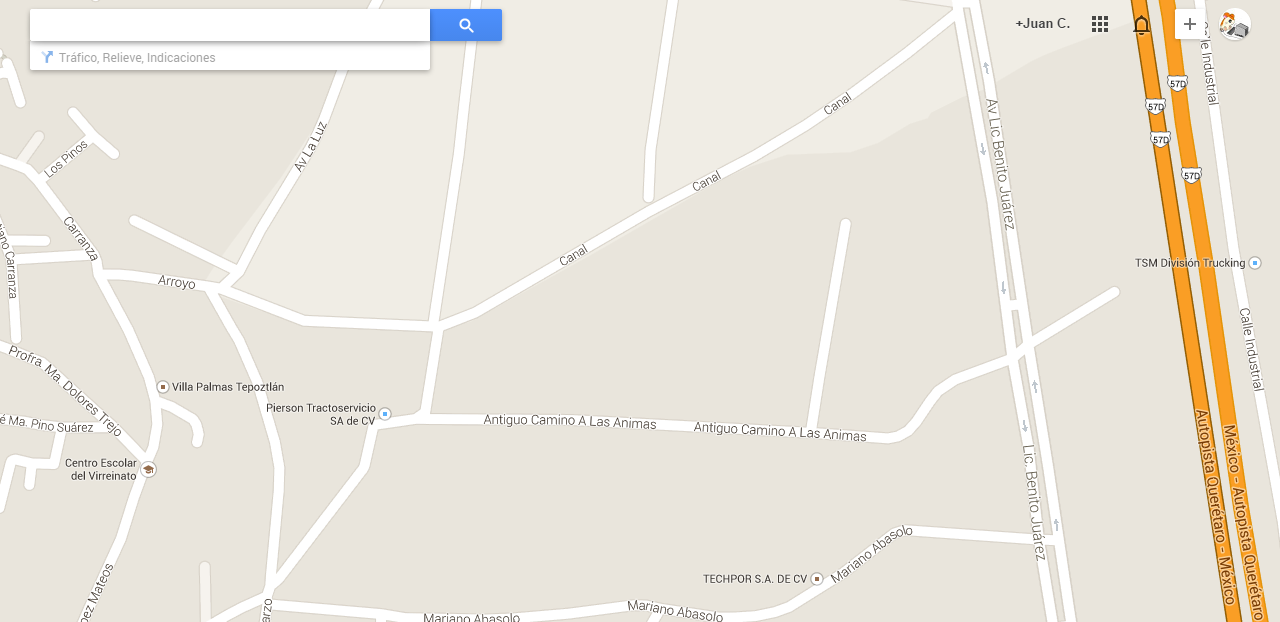 +Juan C.
Tráfico, Relieve, Indicaciones
Calle Industrial
57D
57D
57D
57D
Canal
Av Lic Benito Juárez
Av La Luz
Los Pinos
Canal
Carranza
Carranza
Canal
Arroyo
TSM División Trucking
Calle Industrial
Profra. Ma. Dolores Trejo
Villa Palmas Tepoztlán
Pierson Tractoservicio
SA de CV
Ma. Pino Suárez
Antiguo Camino A Las Animas
Antiguo Camino A Las Animas
Centro Escolar
del Virreinato
Lic. Benito Juárez
Autopista Querétaro - México
México - Autopista Querétaro
Mariano Abasolo
TECHPOR S.A. DE CV
Mateos
Mariano Abasolo
Mariano Abasolo